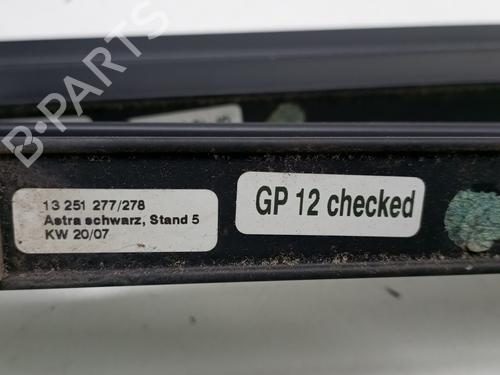 B-PARTS
13 251 277/278
Astra schwarz, Stand 5
KW 20/07
GP 12 checked